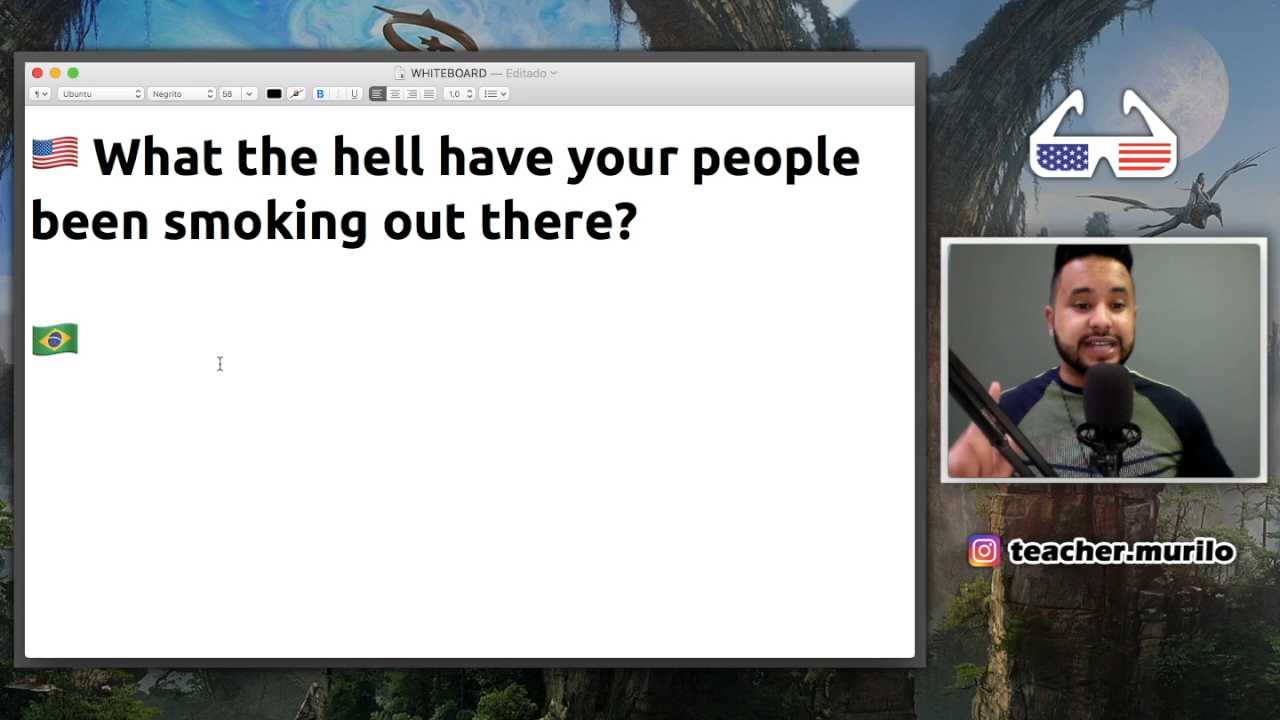 WHITEBOARD — Editado
Ubuntu
Negrito
58
B I U
1,0
🇺🇸 What the hell have your people
been smoking out there?
🇧🇷
teacher.murilo